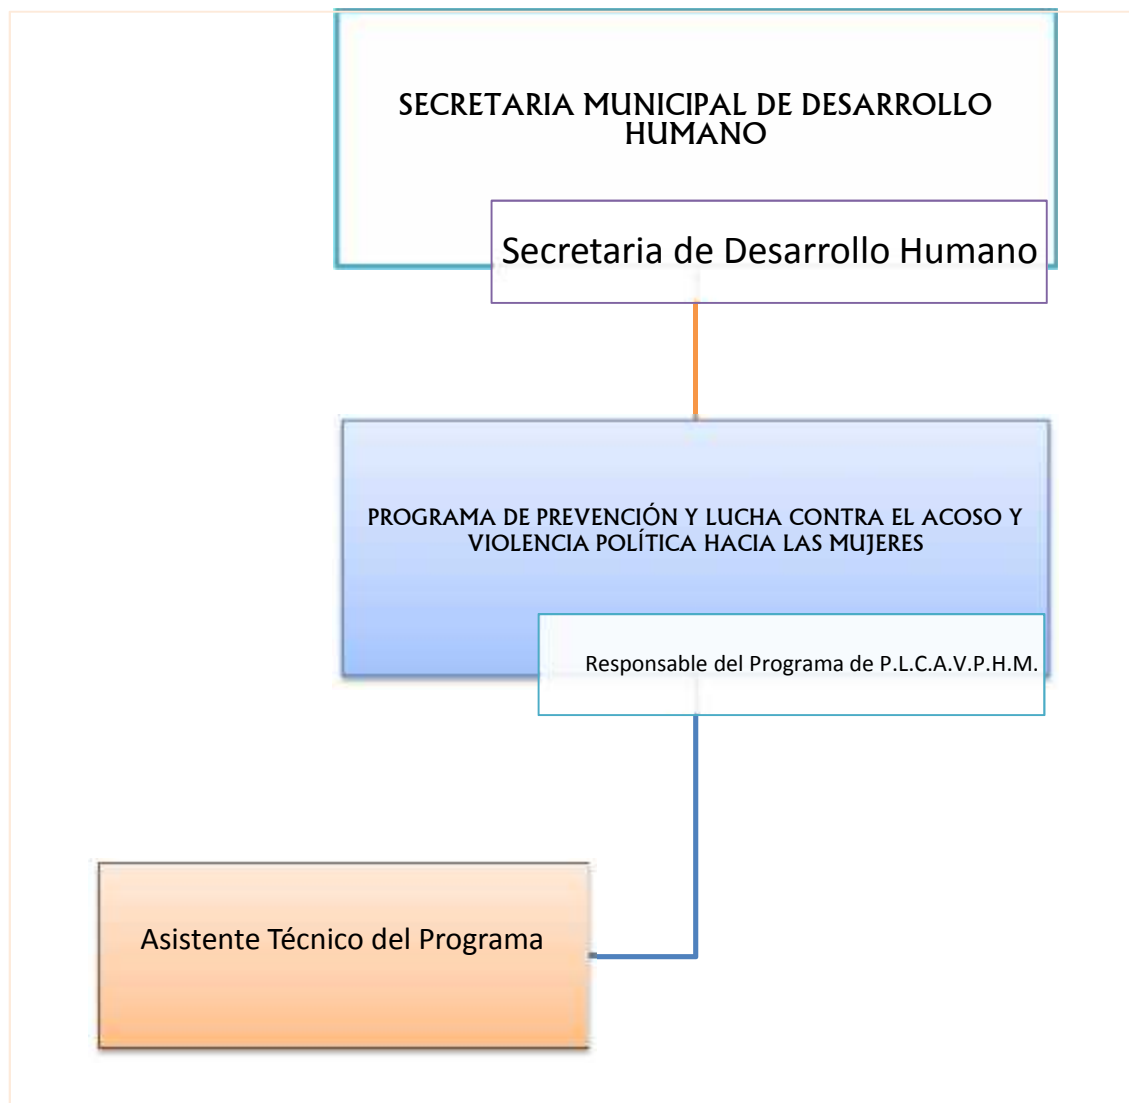 SECRETARIA MUNICIPAL DE DESARROLLO
HUMANO
Secretaria de Desarrollo Humano
PROGRAMA DE PREVENCIÓN Y LUCHA CONTRA EL ACOSO Y
VIOLENCIA POLÍTICA HACIA LAS MUJERES
Responsable del Programa de P.L.C.A.V.P.H.M.
Asistente Técnico del Programa